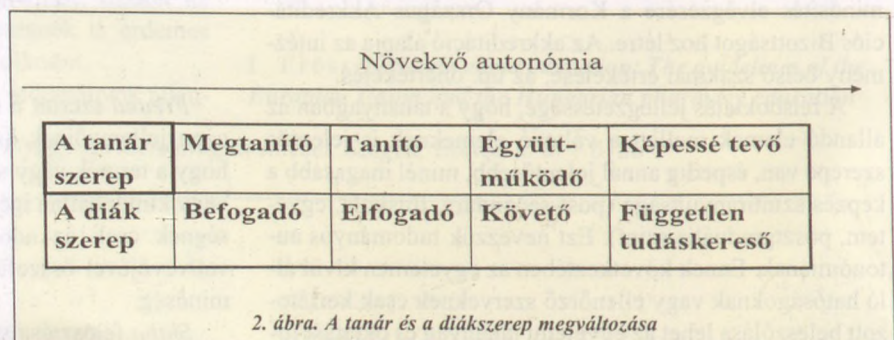 Növekvő autonómia
A tanár szerep Megtanító Tanító Együtt-működő Képessé tevő
A diák szerep Befogadó Elfogadó Követő Független tudáskereső
2. ábra. A tanár és a diákszerep megváltozása